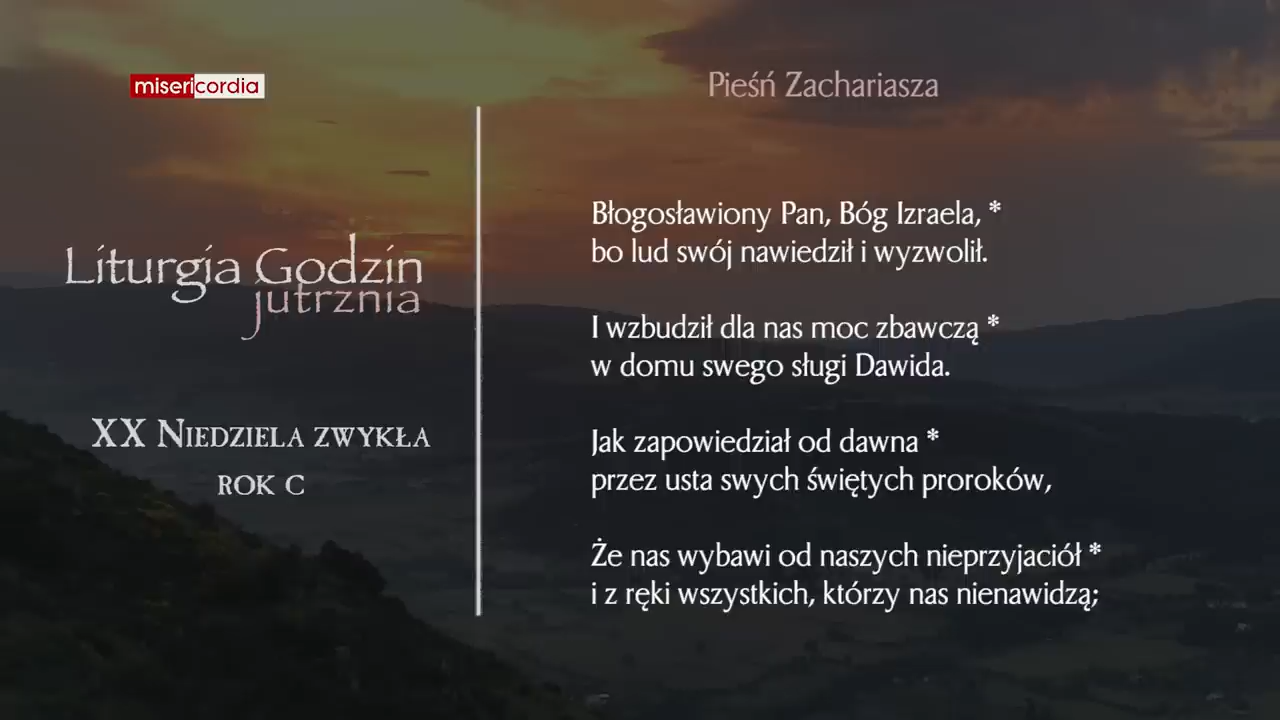 misericordia
Liturgia Godzin
jutrznia
XX Niedziela zwykła
rok C
Pieśń Zachariasza
Błogosławiony Pan, Bóg Izraela, *
bo lud swój nawiedził i wyzwolił.
I wzbudził dla nas moc zbawczą *
w domu swego sługi Dawida.
Jak zapowiedział od dawna *
przez usta swych świętych proroków,
Że nas wybawi od naszych nieprzyjaciół *
i z ręki wszystkich, którzy nas nienawidzą;